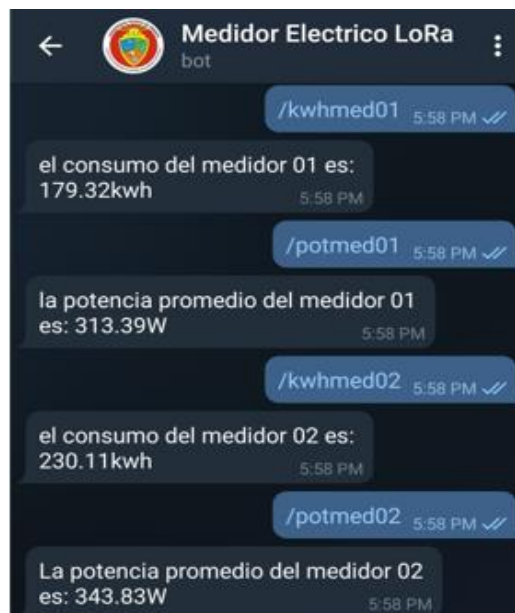 Medidor Electrico LoRa
bot
/kwhmed01 5:58 PM
el consumo del medidor 01 es:
179.32kwh 5:58 PM
/potmed01 5:58 PM
la potencia promedio del medidor 01
es: 313.39W 5:58 PM
/kwhmed02 5:58 PM
el consumo del medidor 02 es:
230.11kwh 5:58 PM
/potmed02 5:58 PM
La potencia promedio del medidor 02
es: 343.83W 5:58 PM